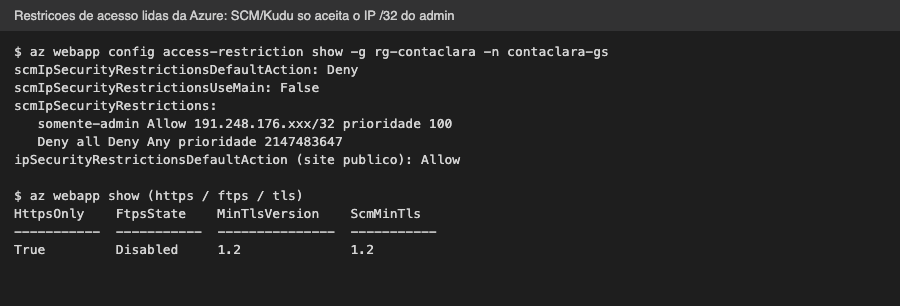 Restricoes de acesso lidas da Azure: SCM/Kudu so aceita o IP /32 do admin
$ az webapp config access-restriction show -g rg-contaclara -n contaclara-gs
scmIpSecurityRestrictionsDefaultAction: Deny
scmIpSecurityRestrictionsUseMain: False
scmIpSecurityRestrictions:
   somente-admin Allow 191.248.176.xxx/32 prioridade 100
   Deny all Deny Any prioridade 2147483647
ipSecurityRestrictionsDefaultAction (site publico): Allow

$ az webapp show (https / ftps / tls)
HttpsOnly    FtpsState    MinTlsVersion    ScmMinTls
-----------  -----------  ---------------  -----------
True         Disabled     1.2              1.2